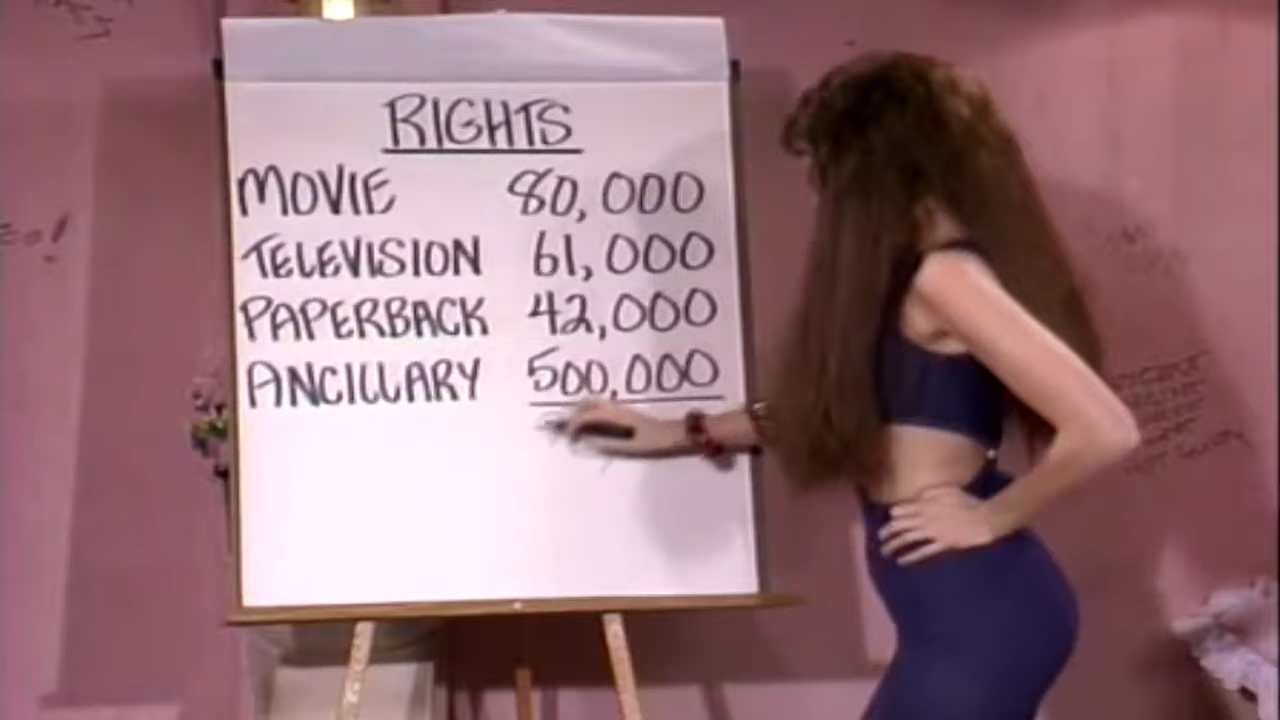 RIGHTS
MOVIE 80,000
TELEVISION 61,000
PAPERBACK 42,000
ANCILLARY 500,000